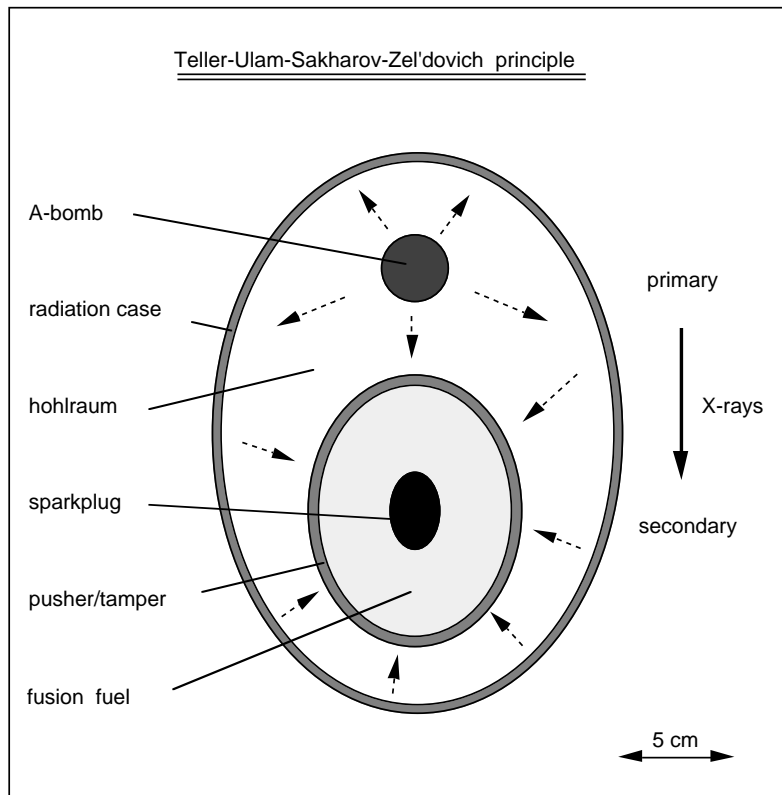 Teller-Ulam-Sakharov-Zel'dovich principle
A-bomb
primary
radiation case
hohlraum
X-rays
sparkplug
secondary
pusher/tamper
fusion fuel
5 cm